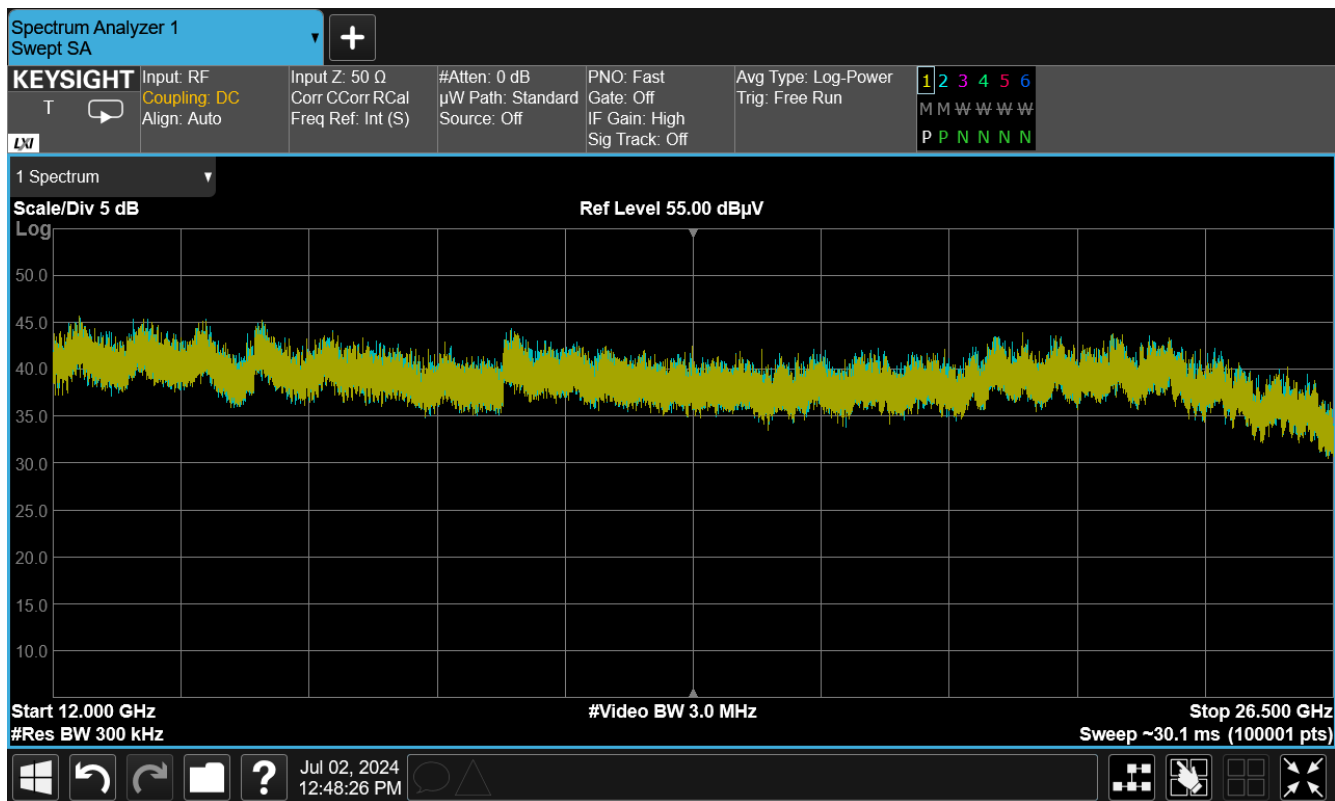 Spectrum Analyzer 1
Swept SA
KEYSIGHT
T
LXI
Input: RF
Coupling: DC
Align: Auto
Input Z: 50 Ω
Corr CCorr RCal
Freq Ref: Int (S)
#Atten: 0 dB
µW Path: Standard
Source: Off
PNO: Fast
Gate: Off
IF Gain: High
Sig Track: Off
Avg Type: Log-Power
Trig: Free Run
1 2 3 4 5 6
M M W W W W
P P N N N N
1 Spectrum
Scale/Div 5 dB
Ref Level 55.00 dBµV
Log
50.0
45.0
40.0
35.0
30.0
25.0
20.0
15.0
10.0
Start 12.000 GHz
#Video BW 3.0 MHz
Stop 26.500 GHz
#Res BW 300 kHz
Sweep ~30.1 ms (100001 pts)
?
Jul 02, 2024
12:48:26 PM